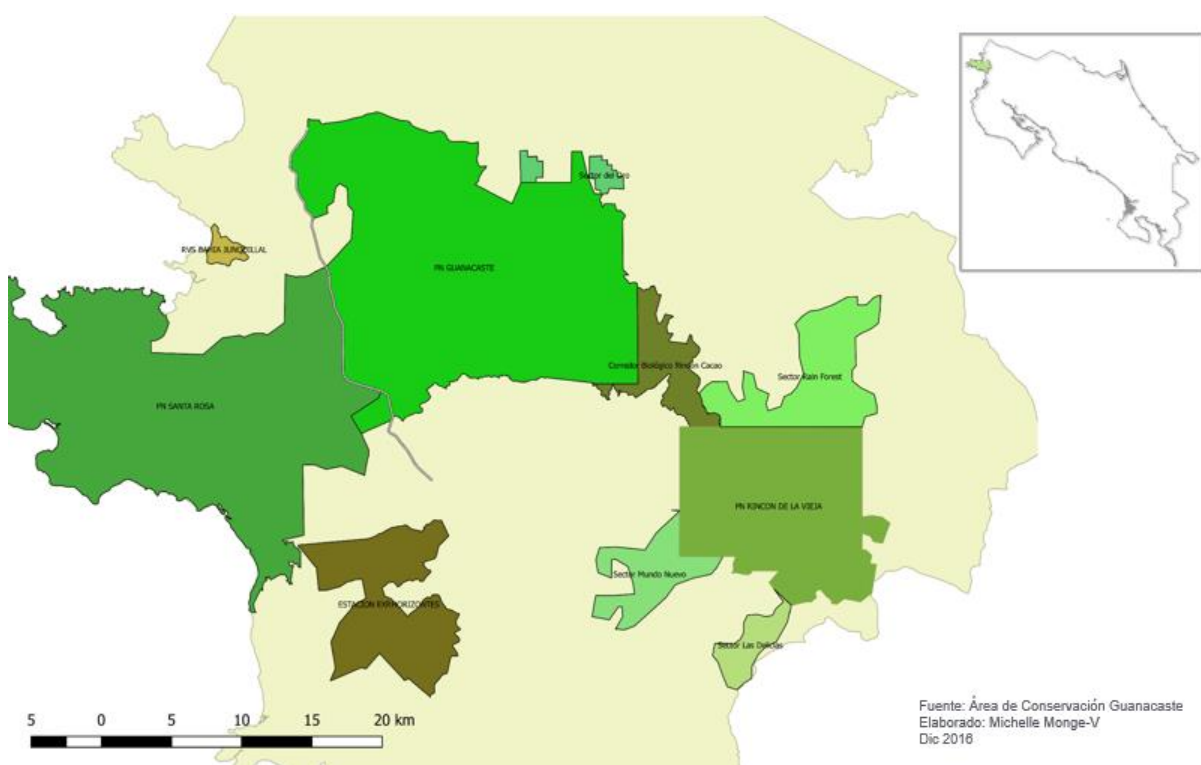 Sector del Oro
RVS BAHIA JUNQUILLAL
PN GUANACASTE
Corredor Biológico Rincón Cacao
Sector Rain Forest
PN SANTA ROSA
PN RINCON DE LA VIEJA
Sector Mundo Nuevo
ESTACION EXP.HORIZONTES
Sector Las Delicias
5 0 5 10 15 20 km
Fuente: Área de Conservación Guanacaste
Elaborado: Michelle Monge-V
Dic 2016